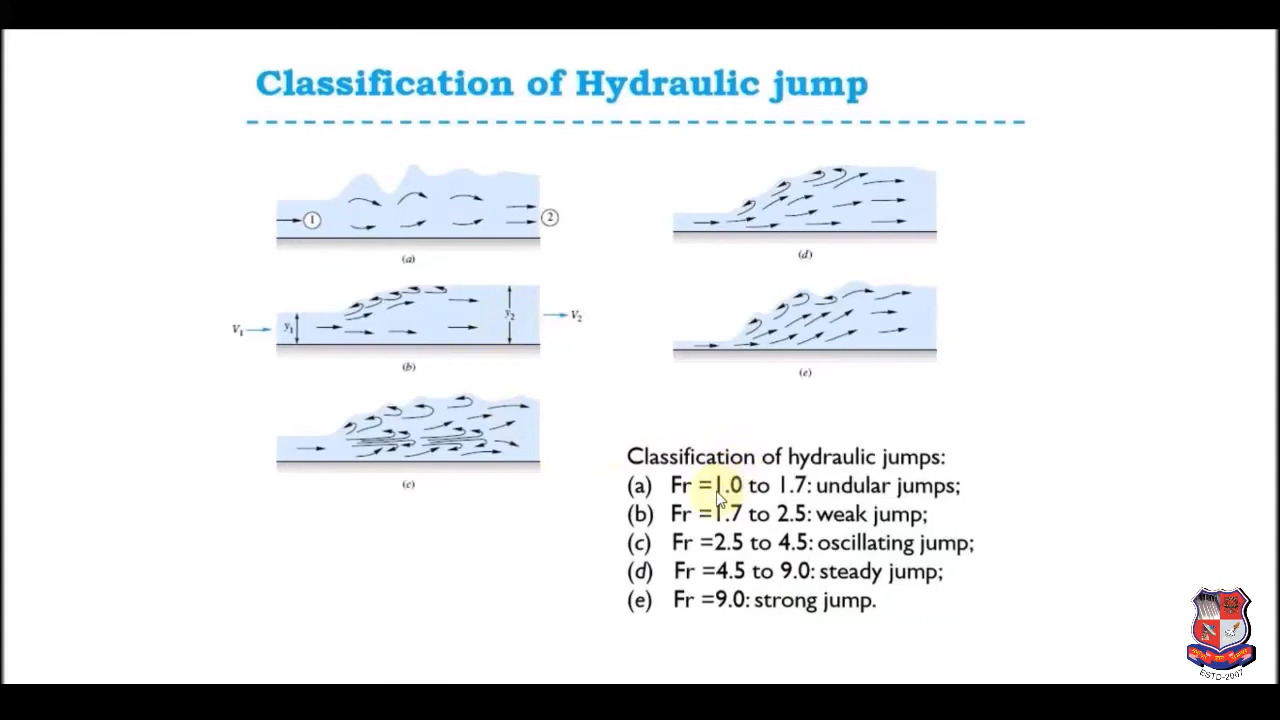 Classification of Hydraulic jump
1
2
(a)
V1
y1
y2
V2
(b)
(c)
(d)
(e)
Classification of hydraulic jumps:
(a) Fr =1.0 to 1.7: undular jumps;
(b) Fr =1.7 to 2.5: weak jump;
(c) Fr =2.5 to 4.5: oscillating jump;
(d) Fr =4.5 to 9.0: steady jump;
(e) Fr =9.0: strong jump.
ESTD-2007